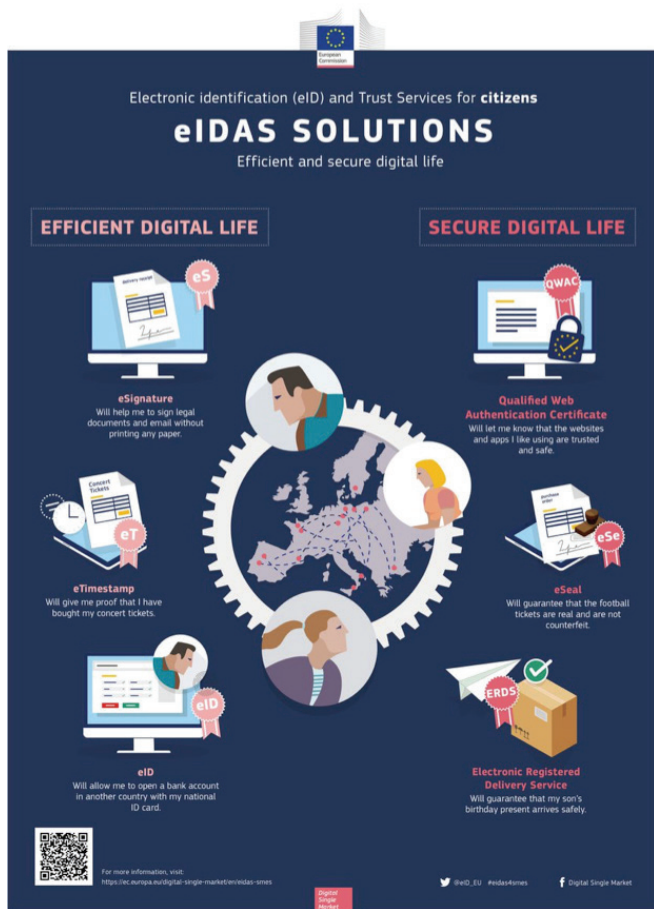 European
Commission
Electronic identification (eID) and Trust Services for citizens
eIDAS SOLUTIONS
Efficient and secure digital life
EFFICIENT DIGITAL LIFE
delivery receipt
eS
eSignature
Will help me to sign legal
documents and email without
printing any paper.
Concert
Tickets
eT
eTimestamp
Will give me proof that I have
bought my concert tickets.
eID
eID
Will allow me to open a bank account
in another country with my national
ID card.
SECURE DIGITAL LIFE
QWAC
Qualified Web
Authentication Certificate
Will let me know that the websites
and apps I like using are trusted
and safe.
purchase
order
eSe
eSeal
Will guarantee that the football
tickets are real and are not
counterfeit.
ERDS
Electronic Registered
Delivery Service
Will guarantee that my son's
birthday present arrives safely.
For more information, visit:
https://ec.europa.eu/digital-single-market/en/eidas-smes
Digital
Single
Market
@eID_EU #eidas4smes
Digital Single Market